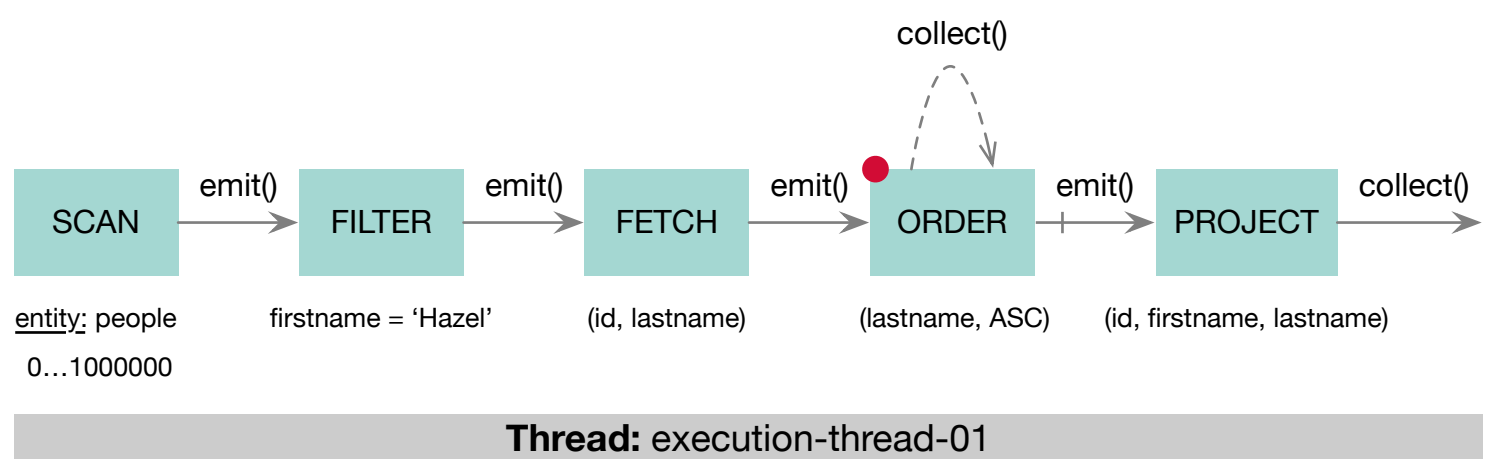 collect()
emit()
emit()
emit()
emit()
collect()
SCAN
FILTER
FETCH
ORDER
PROJECT
entity: people
0…1000000
firstname = ‘Hazel’
(id, lastname)
(lastname, ASC)
(id, firstname, lastname)
Thread: execution-thread-01